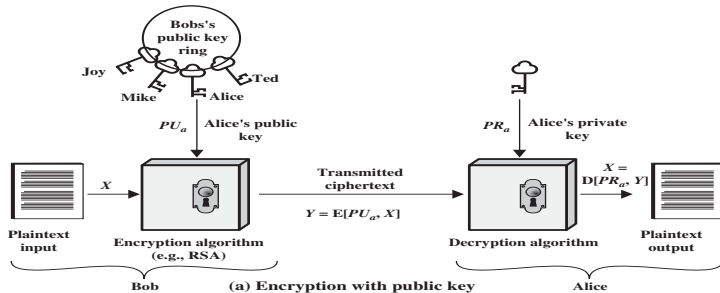 Bobs's
public key
ring
Joy
Ted
Mike
Alice
PUa
Alice's public
key
PRa
Alice's private
key
X
Transmitted
ciphertext
X =
D[PRa, Y]
Y = E[PUa, X]
Plaintext
input
Encryption algorithm
(e.g., RSA)
Decryption algorithm
Plaintext
output
Bob
(a) Encryption with public key
Alice